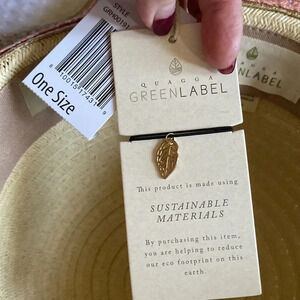 STYLE
One Size
QUAGGA
GREENLABEL
This product is made using
SUSTAINABLE
MATERIALS
By purchasing this item,
you are helping to reduce
our eco footprint on this
earth.
LABEL